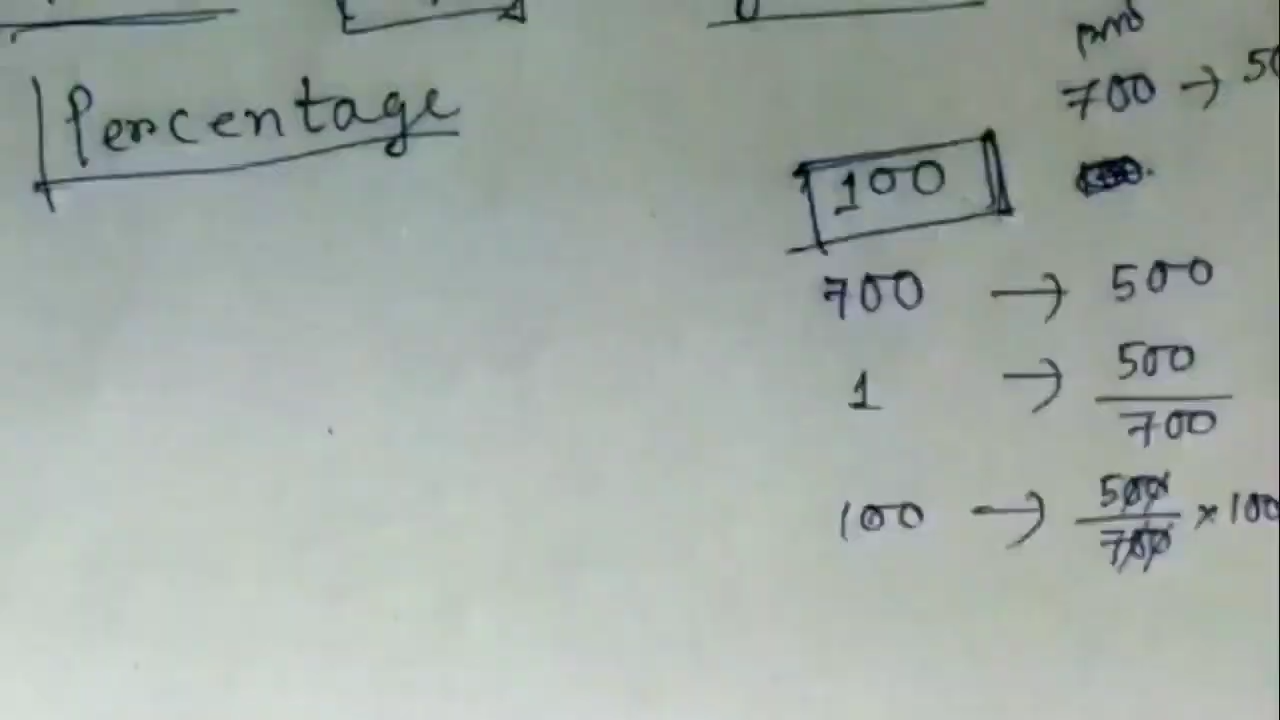 Percentage
700 → 50
100
700 → 500
1 → 500/700
100 → 500/700 × 100